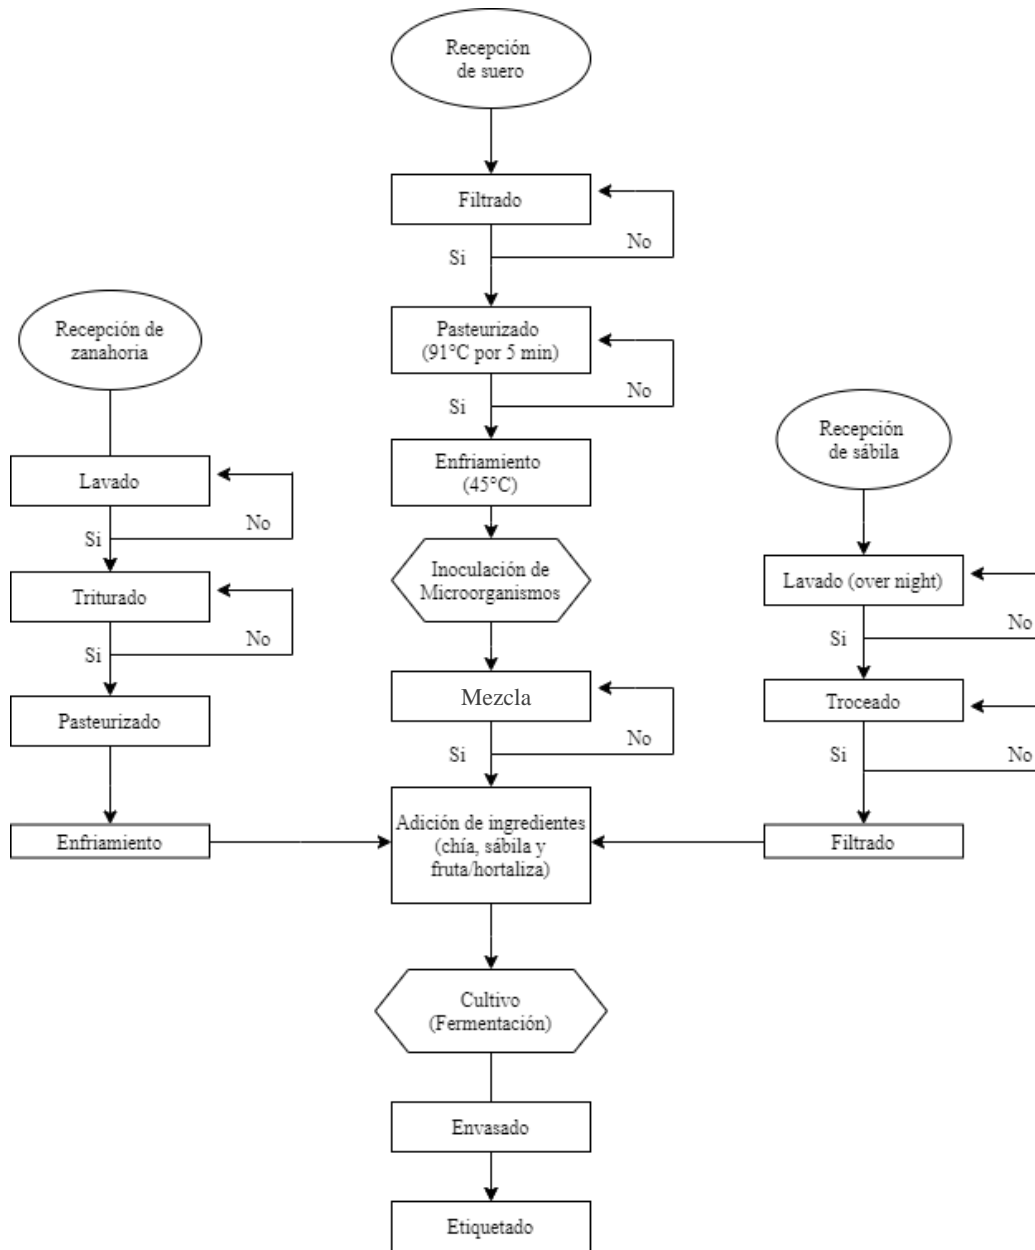 Recepción
de suero
Filtrado
Si
No
Pasteurizado
(91°C por 5 min)
Si
No
Enfriamiento
(45°C)
Inoculación de
Microorganismos
Mezcla
Si
No
Recepción de
zanahoria
Lavado
Si
No
Triturado
Si
No
Pasteurizado
Enfriamiento
Recepción
de sábila
Lavado (over night)
Si
No
Troceado
Si
No
Filtrado
Adición de ingredientes
(chía, sábila y
fruta/hortaliza)
Cultivo
(Fermentación)
Envasado
Etiquetado